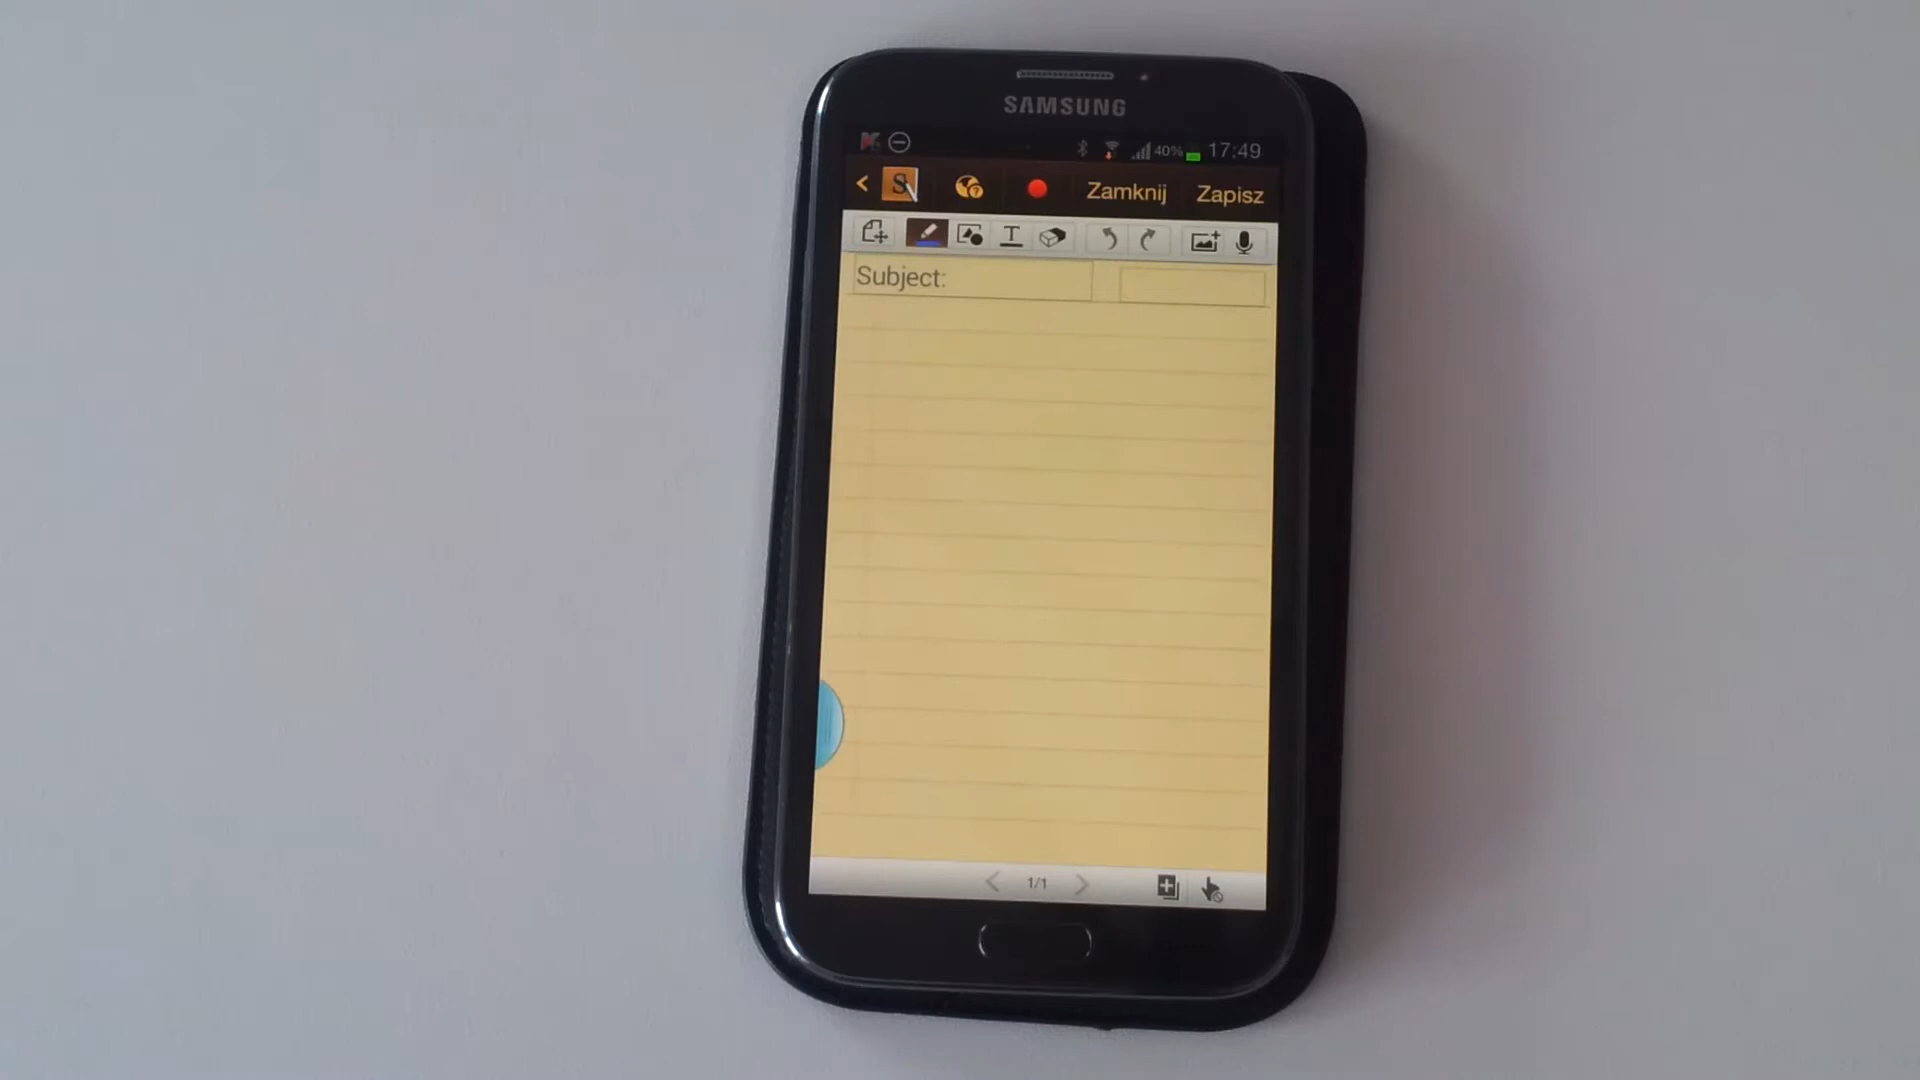 SAMSUNG
40% 17:49
S Zamknij Zapisz
T
Subject:
1/1